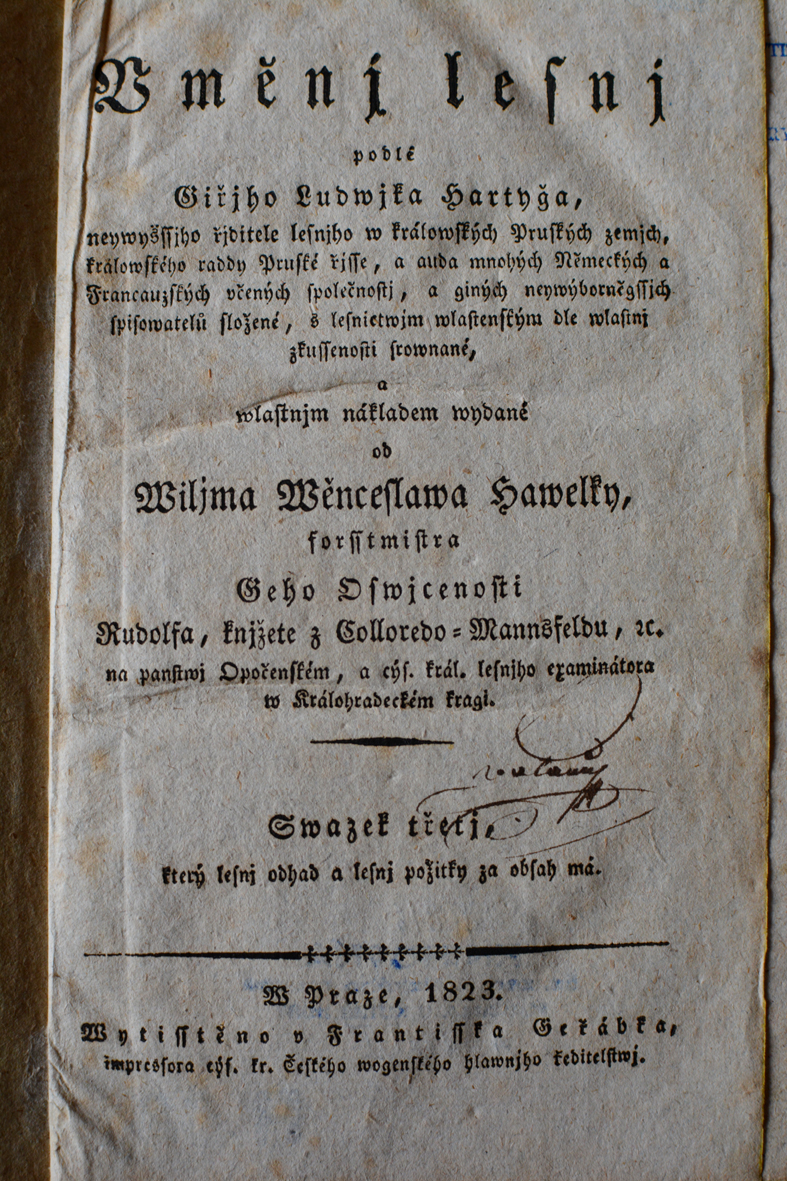 Vměnj leſnj
podlé
Giřjho Ludwjka Hartyğa,
neywyšſſjho řjditele leſnjho w králowſkých Pruſkých zemjch,
králowſkého raddy Pruſké řjſſe, a auda mnohých Německých a
Francauzſkých včených ſpolečnoſtj, a giných neywýborněgſſjch
ſpiſowatelů ſložené, s leſnictwjm wlaſtenſkým dle wlaſtnj
zkuſſenoſti ſrownané,
a
wlaſtnjm nákladem wydané
od
Wiljma Wěnceſlawa Hawelky,
forſſtmiſtra
Geho Oſwjcenoſti
Rudolfa, knjžete z Colloredo=Mannsfeldu, ꝛc.
na panſtwj Opočenſkém, a cýſ. král. leſnjho examinátora
w Králohradeckém kragi.
Swazek třetj,
který leſnj odhad a leſnj požitky za obſah má.
W Praze, 1823.
Wytiſſtěno v Frantiſſka Geřábka,
impresſora cýſ. kr. Čeſkého wogenſkého hlawnjho ředitelſtwj.